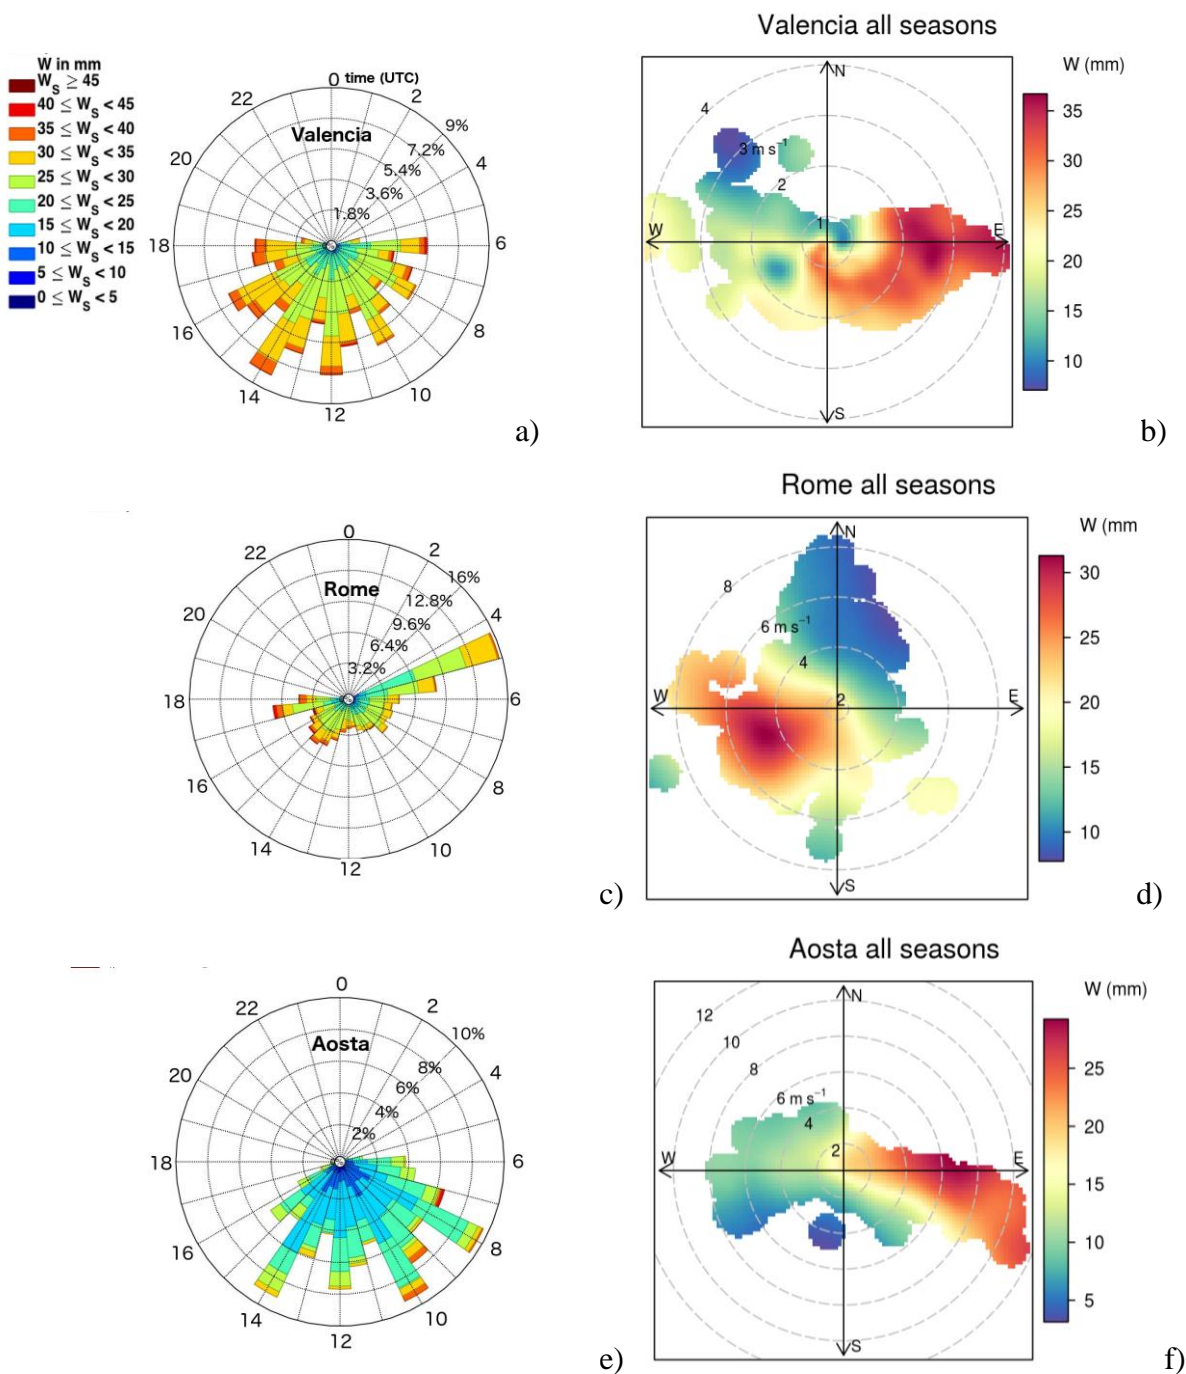 W in mm
W_S ≥ 45
40 ≤ W_S < 45
35 ≤ W_S < 40
30 ≤ W_S < 35
25 ≤ W_S < 30
20 ≤ W_S < 25
15 ≤ W_S < 20
10 ≤ W_S < 15
5 ≤ W_S < 10
0 ≤ W_S < 5
0 time (UTC)
22 2
Valencia
9%
7.2%
20 4
5.4%
3.6%
1.8%
18 6
16 8
14 10
12
a)
Valencia all seasons
W (mm)
N
4
3 m s⁻¹
2
1
W E
S
35
30
25
20
15
10
b)
0
22 2
Rome
16%
12.8%
20 4
9.6%
6.4%
3.2%
18 6
16 8
14 10
12
c)
Rome all seasons
W (mm
N
8
6 m s⁻¹
4
2
W E
S
30
25
20
15
10
d)
0
22 2
Aosta
10%
8%
20 4
6%
4%
2%
18 6
16 8
14 10
12
e)
Aosta all seasons
W (mm)
N
12
10
8
6 m s⁻¹
4
2
W E
S
25
20
15
10
5
f)